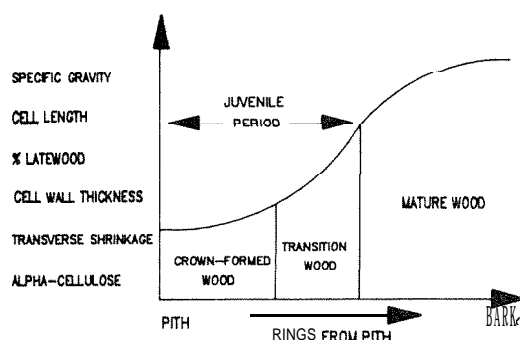 SPECIFIC GRAVITY
CELL LENGTH
% LATEWOOD
CELL WALL THICKNESS
TRANSVERSE SHRINKAGE
ALPHA-CELLULOSE
JUVENILE
PERIOD
CROWN-FORMED
WOOD
TRANSITION
WOOD
MATURE WOOD
PITH
RINGS FROM PITH
BARK